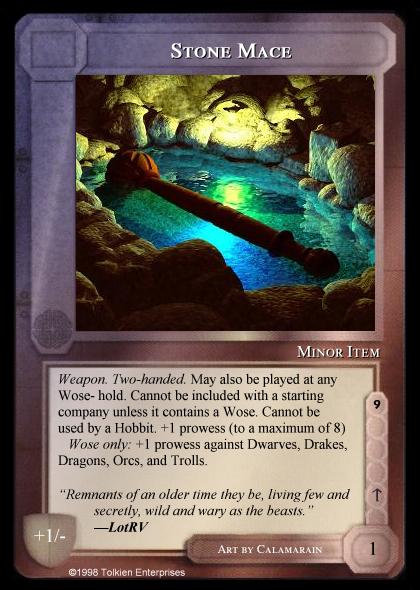 STONE MACE
MINOR ITEM
Weapon. Two-handed. May also be played at any
Wose- hold. Cannot be included with a starting
company unless it contains a Wose. Cannot be
used by a Hobbit. +1 prowess (to a maximum of 8)
Wose only: +1 prowess against Dwarves, Drakes,
Dragons, Orcs, and Trolls.
"Remnants of an older time they be, living few and
secretly, wild and wary as the beasts."
—LotRV
9
+1/-
ART BY CALAMARAIN
1
©1998 Tolkien Enterprises